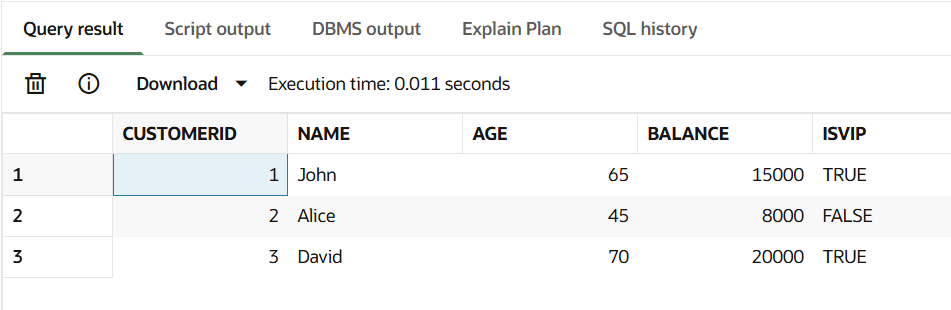 Query result Script output DBMS output Explain Plan SQL history
Download Execution time: 0.011 seconds
CUSTOMERID NAME AGE BALANCE ISVIP
1 1 John 65 15000 TRUE
2 2 Alice 45 8000 FALSE
3 3 David 70 20000 TRUE